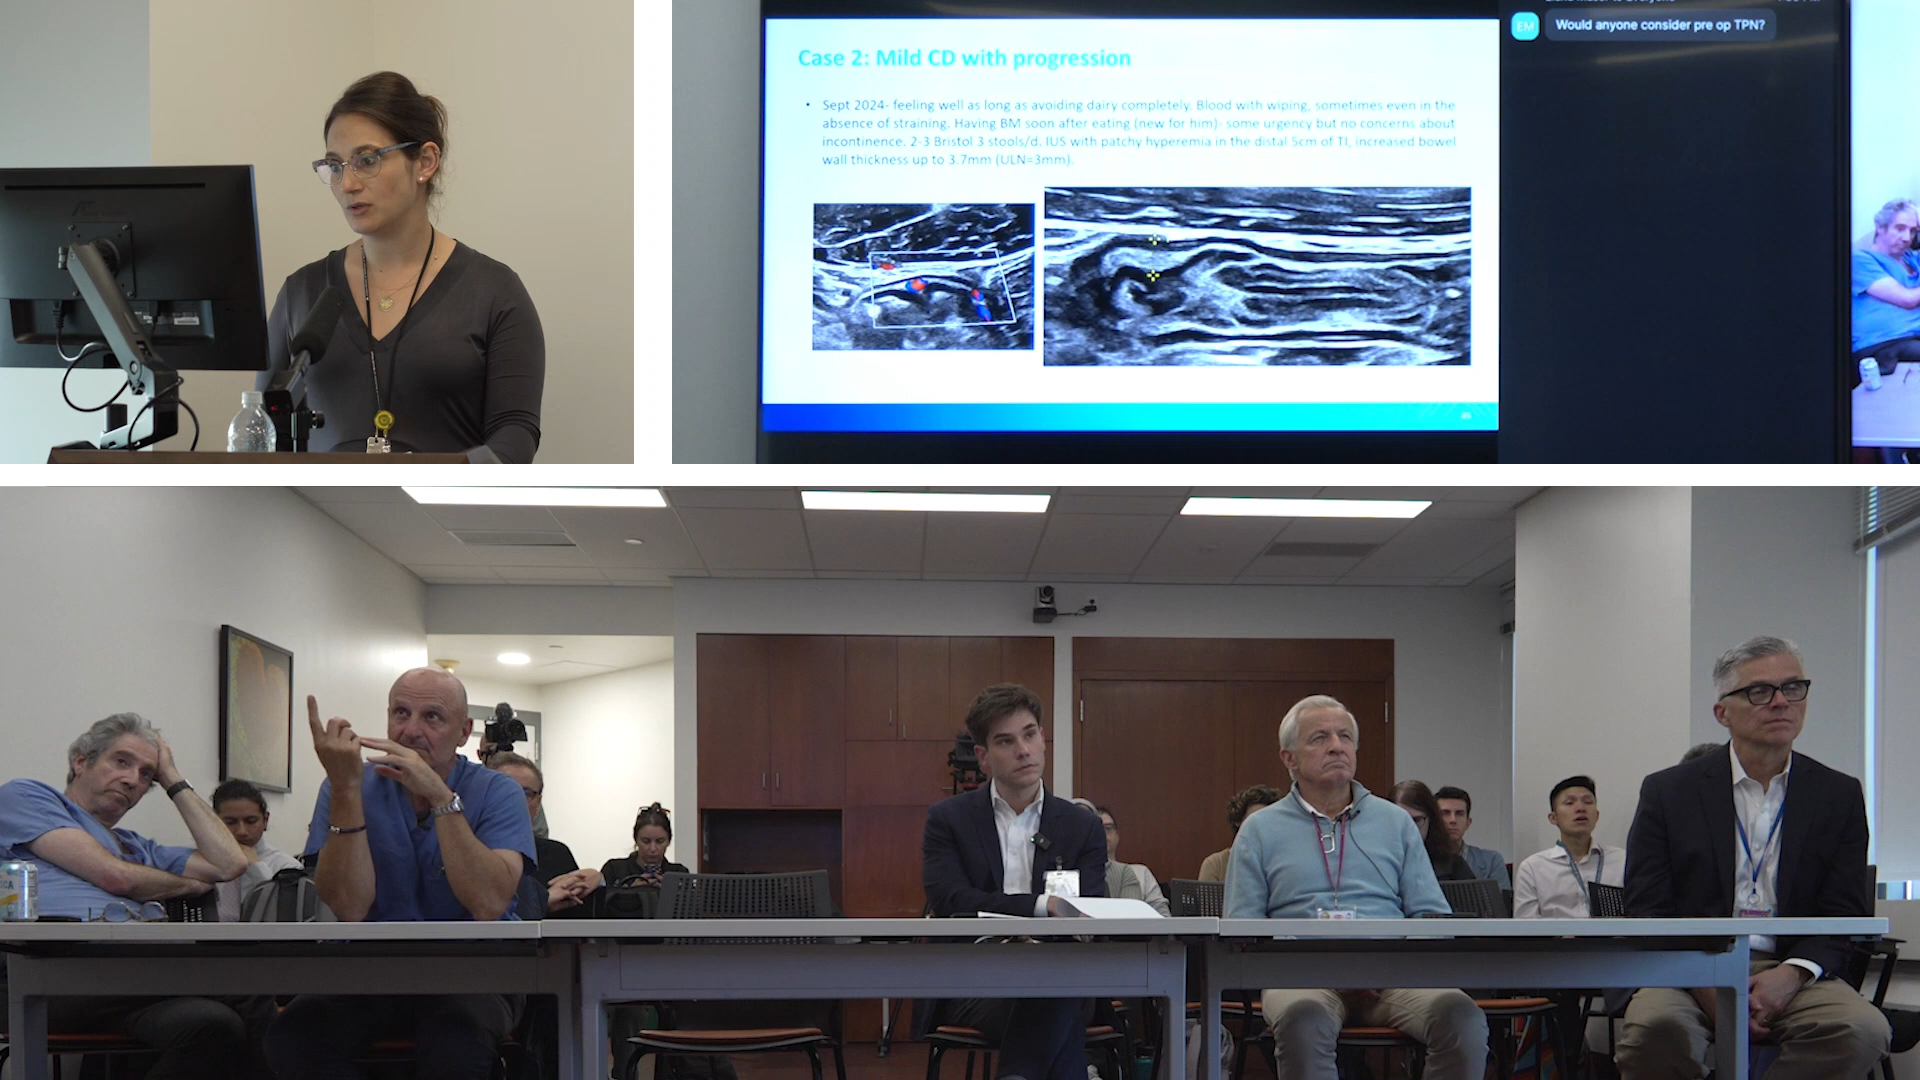 Case 2: Mild CD with progression
• Sept 2024- feeling well as long as avoiding dairy completely. Blood with wiping, sometimes even in the
absence of straining. Having BM soon after eating (new for him)- some urgency but no concerns about
incontinence. 2-3 Bristol 3 stools/d. IUS with patchy hyperemia in the distal 5cm of TI, increased bowel
wall thickness up to 3.7mm (ULN=3mm).
EM
Would anyone consider pre op TPN?